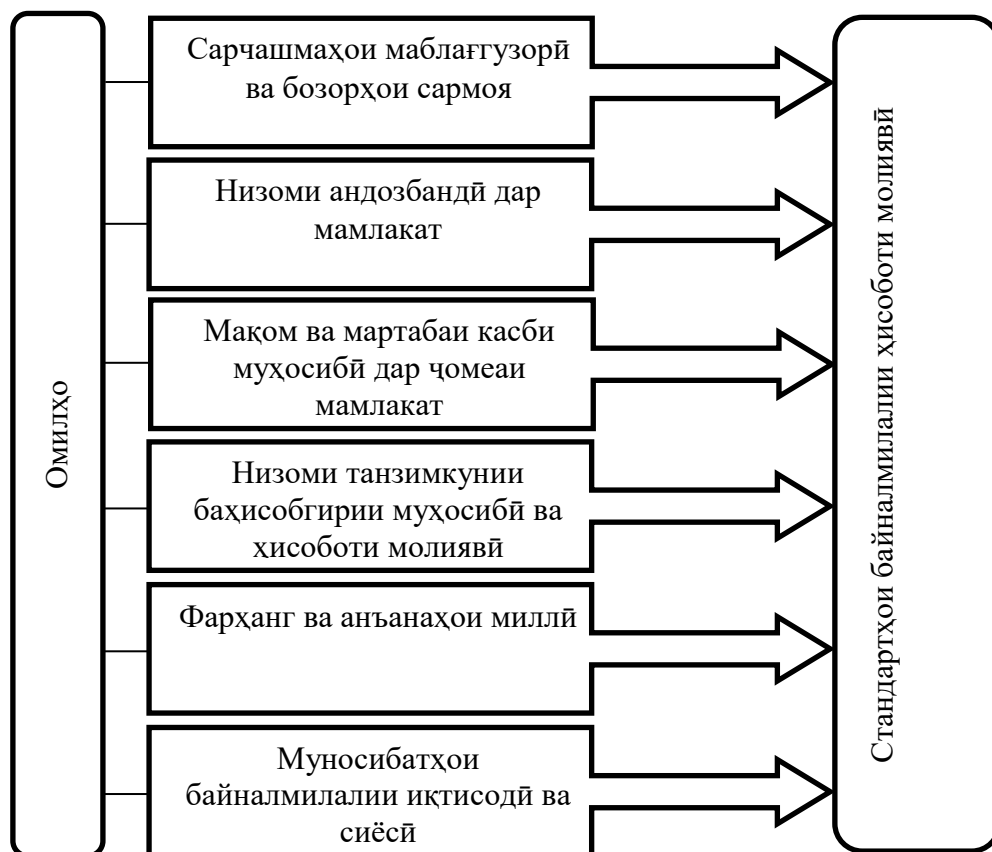 Омилҳо
Сарчашмаҳои маблағгузорӣ
ва бозорҳои сармоя
Низоми андозбандӣ дар
мамлакат
Мақом ва мартабаи касби
муҳосибӣ дар ҷомеаи
мамлакат
Низоми танзимкунии
баҳисобгирии муҳосибӣ ва
ҳисоботи молиявӣ
Фарҳанг ва анъанаҳои миллӣ
Муносибатҳои
байналмилалии иқтисодӣ ва
сиёсӣ
Стандартҳои байналмилалии ҳисоботи молиявӣ